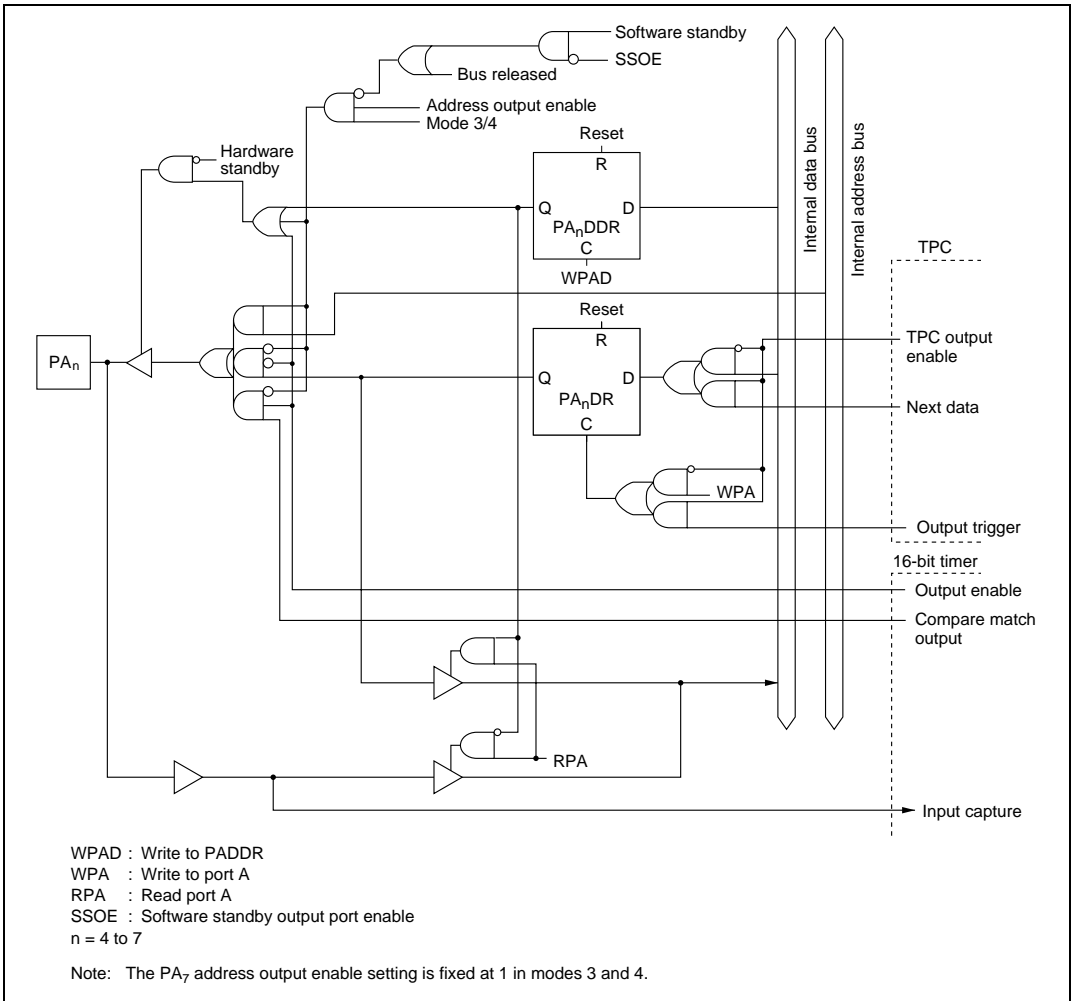 Software standby
SSOE
Bus released
Address output enable
Mode 3/4
Hardware
standby
Reset
R
Q
D
PAnDDR
C
WPAD
Internal data bus
Internal address bus
TPC
Reset
R
Q
D
PAnDR
C
TPC output
enable
Next data
WPA
Output trigger
PAn
16-bit timer
Output enable
Compare match
output
RPA
Input capture
WPAD : Write to PADDR
WPA : Write to port A
RPA : Read port A
SSOE : Software standby output port enable
n = 4 to 7
Note: The PA7 address output enable setting is fixed at 1 in modes 3 and 4.